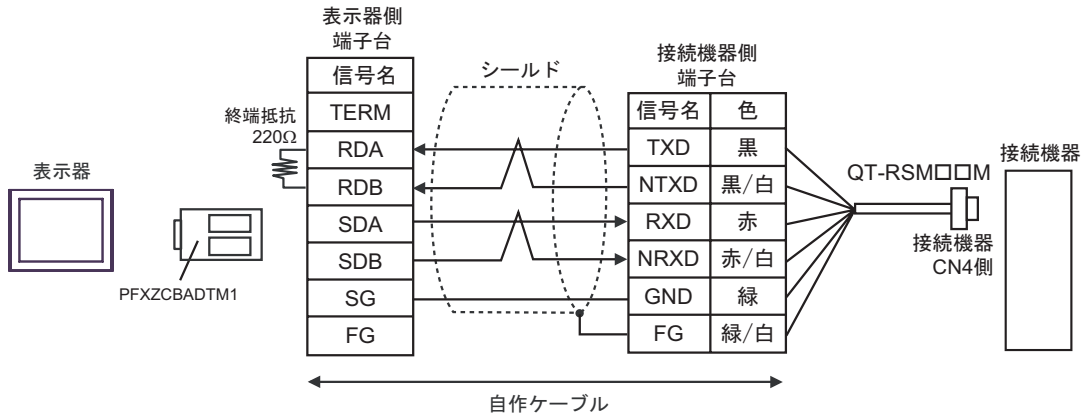 表示器側
端子台
信号名
TERM
RDA
RDB
SDA
SDB
SG
FG
終端抵抗
220Ω
シールド
接続機器側
端子台
信号名 色
TXD 黒
NTXD 黒/白
RXD 赤
NRXD 赤/白
GND 緑
FG 緑/白
QT-RSM□□M
接続機器
CN4側
接続機器
表示器
PFXZCBADTM1
自作ケーブル